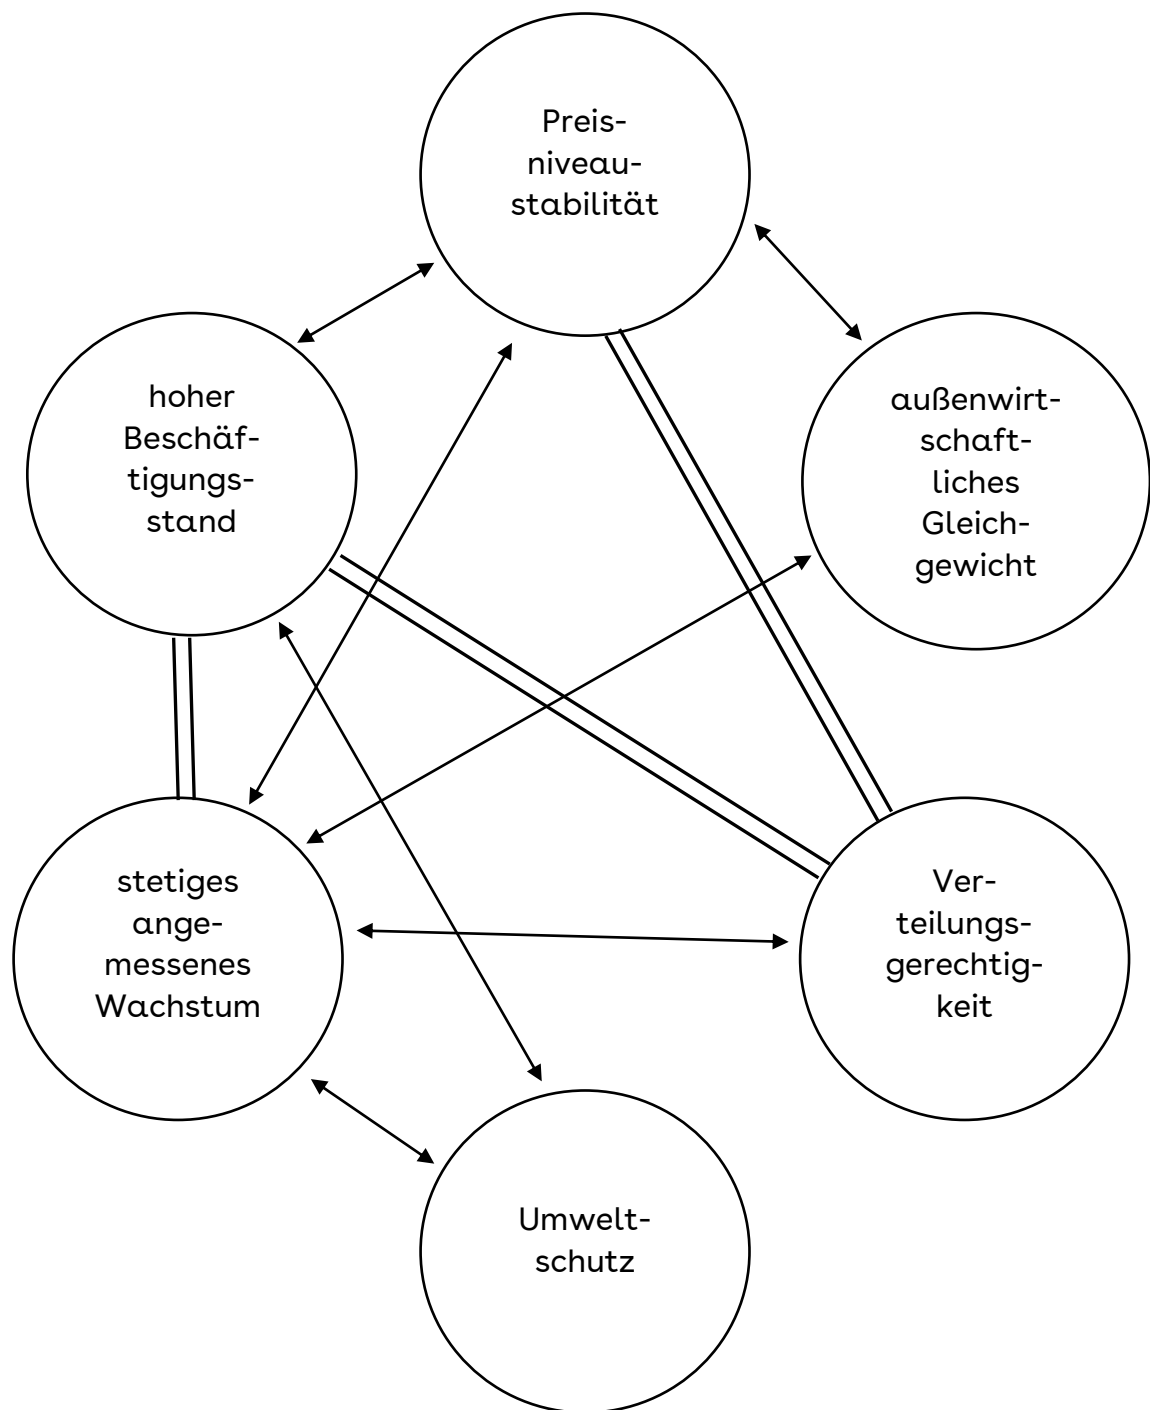 Preis-
niveau-
stabilität
hoher
Beschäf-
tigungs-
stand
außenwirt-
schaft-
liches
Gleich-
gewicht
stetiges
ange-
messenes
Wachstum
Ver-
teilungs-
gerechtig-
keit
Umwelt-
schutz